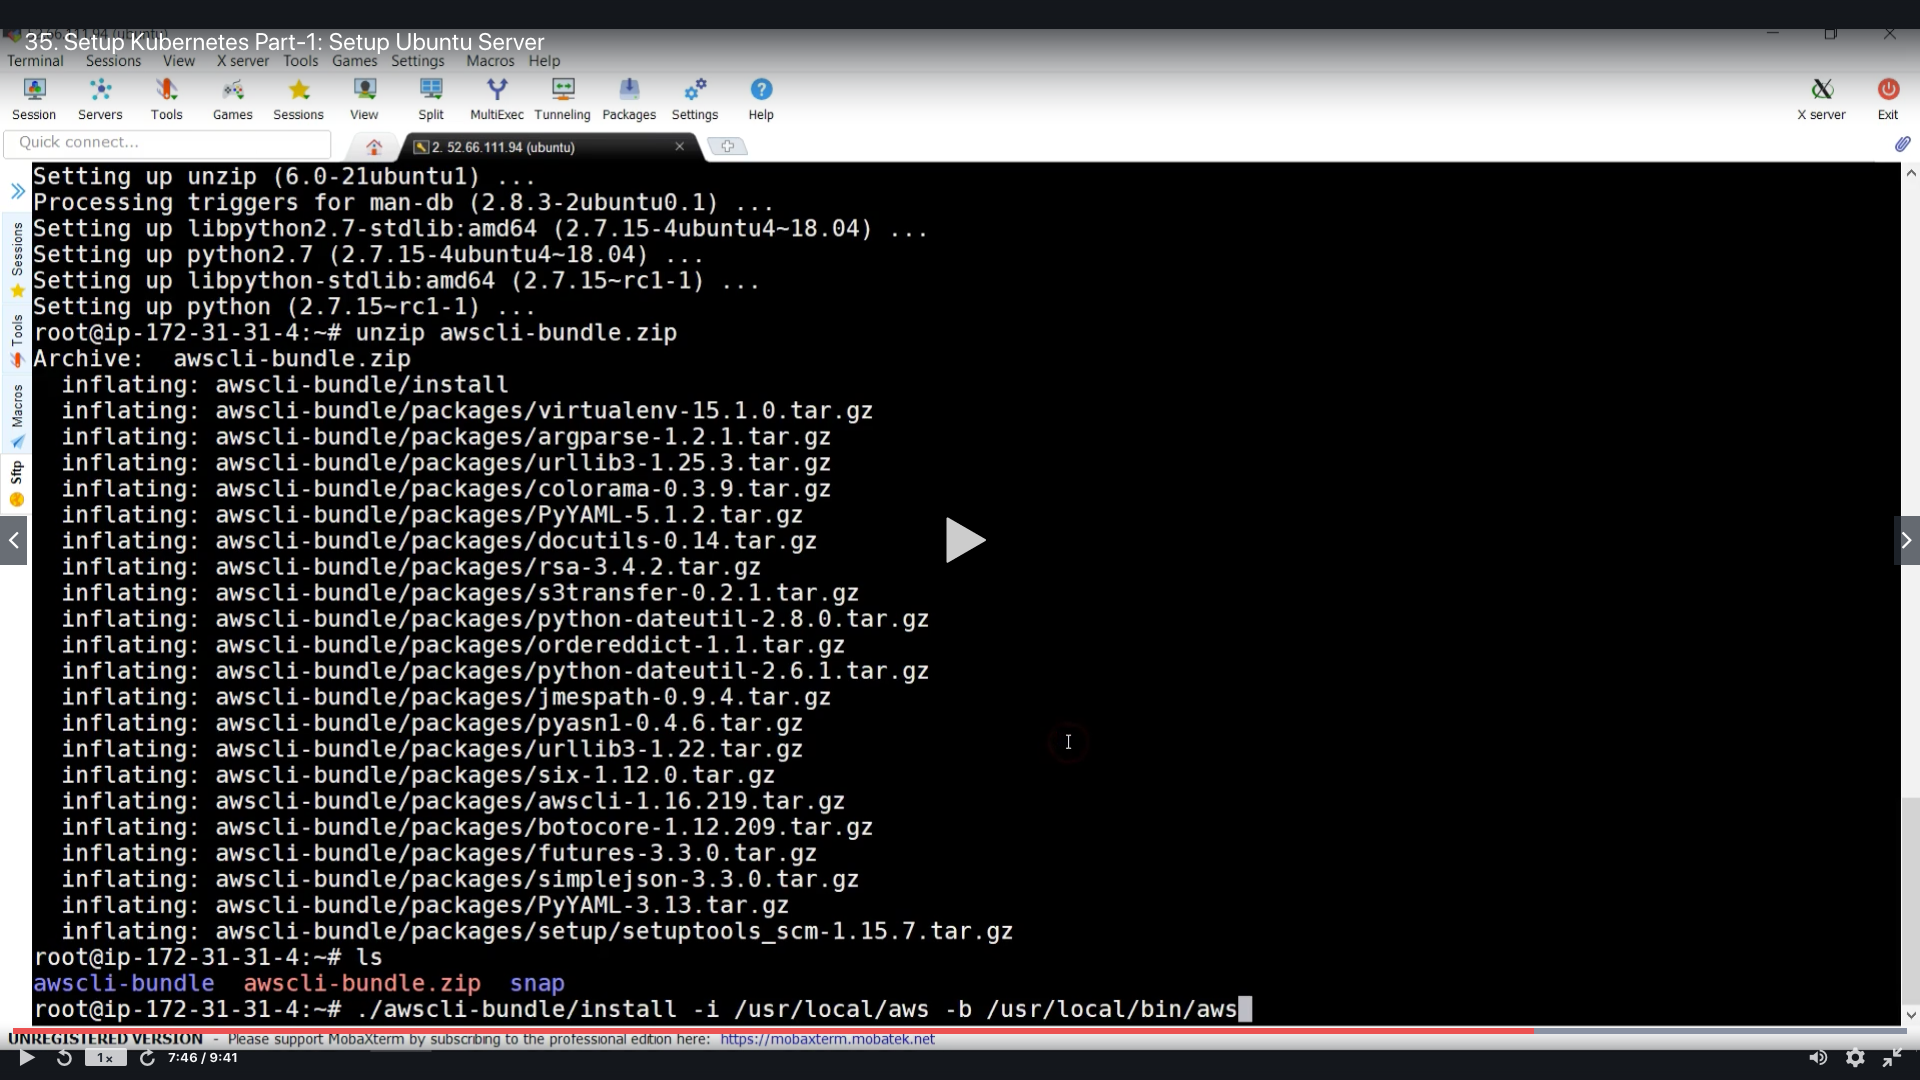 35. Setup Kubernetes Part-1: Setup Ubuntu Server
Terminal Sessions View X server Tools Games Settings Macros Help
Session Servers Tools Games Sessions View Split MultiExec Tunneling Packages Settings Help X server Exit
Quick connect...
2. 52.66.111.94 (ubuntu)
Sessions
Tools
Macros
Sftp
Setting up unzip (6.0-21ubuntu1) ...
Processing triggers for man-db (2.8.3-2ubuntu0.1) ...
Setting up libpython2.7-stdlib:amd64 (2.7.15-4ubuntu4~18.04) ...
Setting up python2.7 (2.7.15-4ubuntu4~18.04) ...
Setting up libpython-stdlib:amd64 (2.7.15~rc1-1) ...
Setting up python (2.7.15~rc1-1) ...
root@ip-172-31-31-4:~# unzip awscli-bundle.zip
Archive:  awscli-bundle.zip
  inflating: awscli-bundle/install
  inflating: awscli-bundle/packages/virtualenv-15.1.0.tar.gz
  inflating: awscli-bundle/packages/argparse-1.2.1.tar.gz
  inflating: awscli-bundle/packages/urllib3-1.25.3.tar.gz
  inflating: awscli-bundle/packages/colorama-0.3.9.tar.gz
  inflating: awscli-bundle/packages/PyYAML-5.1.2.tar.gz
  inflating: awscli-bundle/packages/docutils-0.14.tar.gz
  inflating: awscli-bundle/packages/rsa-3.4.2.tar.gz
  inflating: awscli-bundle/packages/s3transfer-0.2.1.tar.gz
  inflating: awscli-bundle/packages/python-dateutil-2.8.0.tar.gz
  inflating: awscli-bundle/packages/ordereddict-1.1.tar.gz
  inflating: awscli-bundle/packages/python-dateutil-2.6.1.tar.gz
  inflating: awscli-bundle/packages/jmespath-0.9.4.tar.gz
  inflating: awscli-bundle/packages/pyasn1-0.4.6.tar.gz
  inflating: awscli-bundle/packages/urllib3-1.22.tar.gz
  inflating: awscli-bundle/packages/six-1.12.0.tar.gz
  inflating: awscli-bundle/packages/awscli-1.16.219.tar.gz
  inflating: awscli-bundle/packages/botocore-1.12.209.tar.gz
  inflating: awscli-bundle/packages/futures-3.3.0.tar.gz
  inflating: awscli-bundle/packages/simplejson-3.3.0.tar.gz
  inflating: awscli-bundle/packages/PyYAML-3.13.tar.gz
  inflating: awscli-bundle/packages/setup/setuptools_scm-1.15.7.tar.gz
root@ip-172-31-31-4:~# ls
awscli-bundle  awscli-bundle.zip  snap
root@ip-172-31-31-4:~# ./awscli-bundle/install -i /usr/local/aws -b /usr/local/bin/aws
UNREGISTERED VERSION - Please support MobaXterm by subscribing to the professional edition here: https://mobaxterm.mobatek.net
1x 7:46 / 9:41